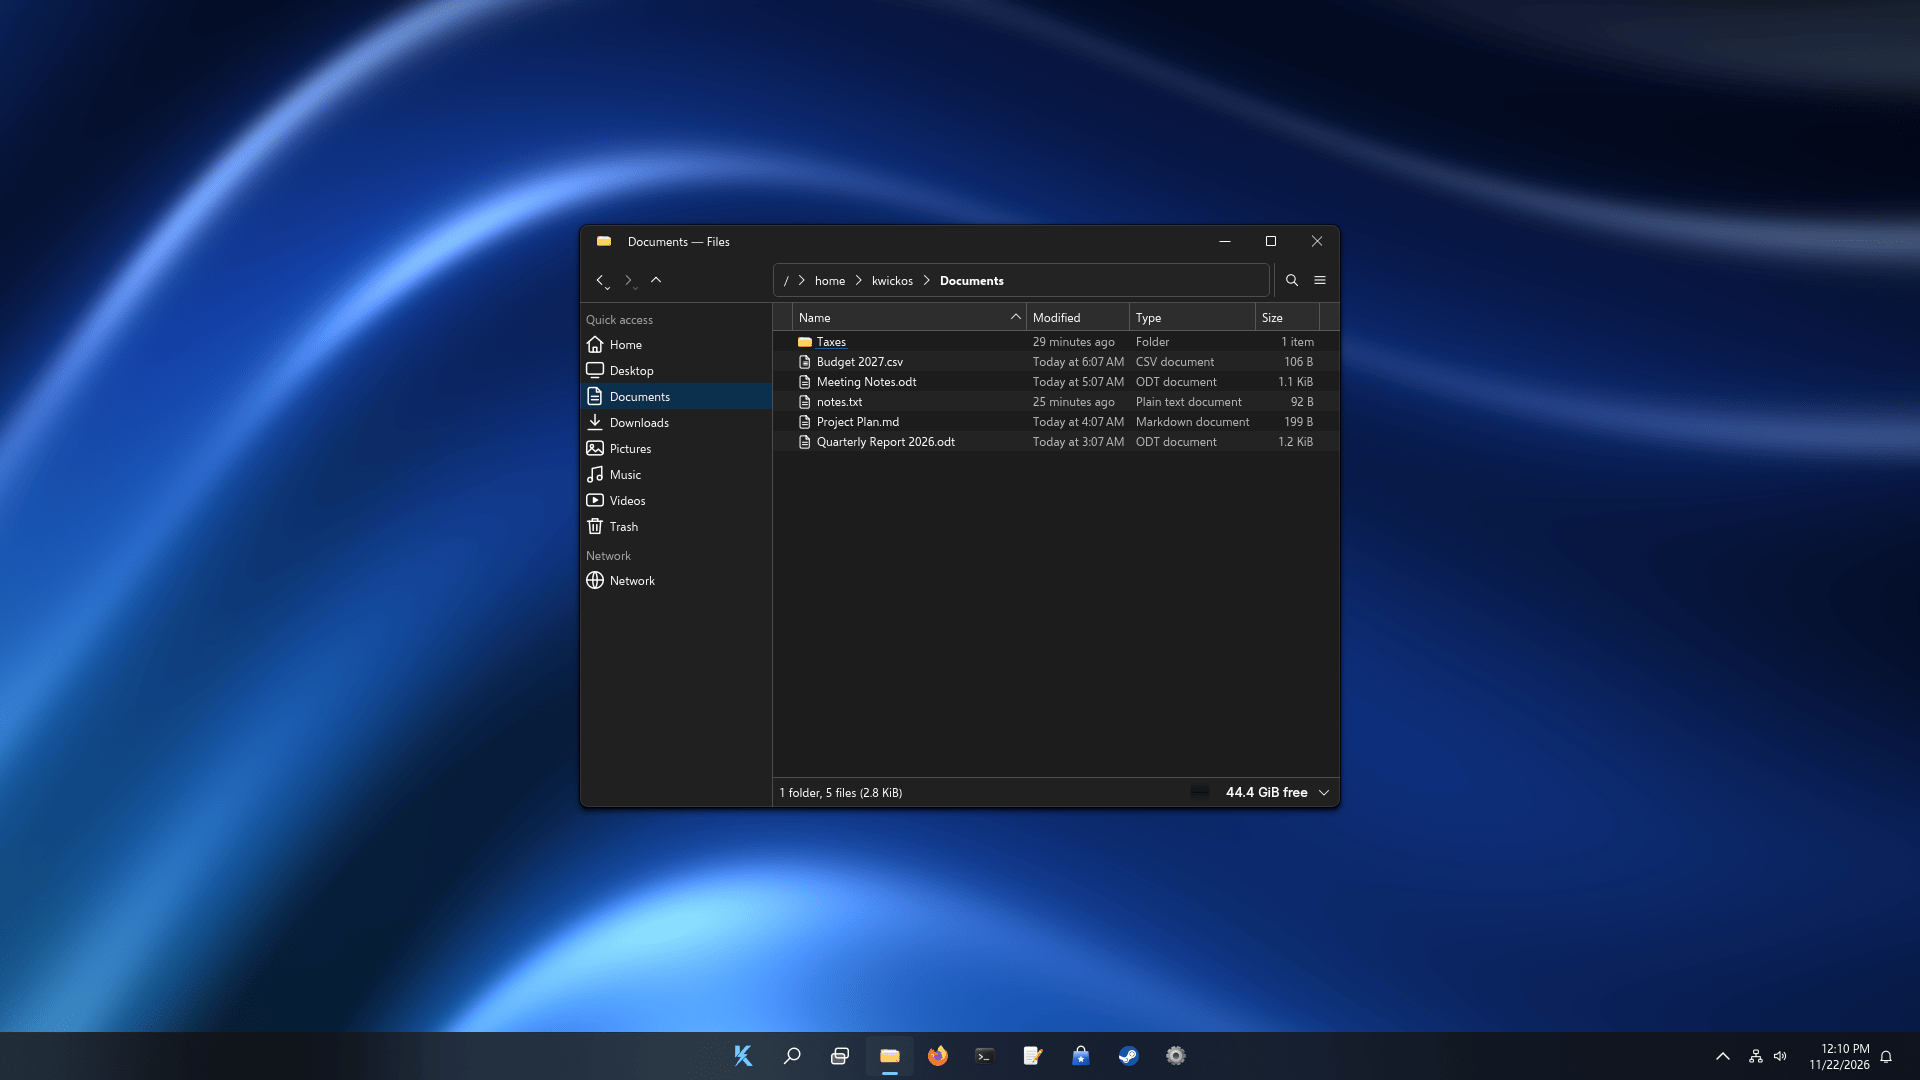 Documents — Files
/ home kwickos Documents
Quick access
Home
Desktop
Documents
Downloads
Pictures
Music
Videos
Trash
Network
Network
Name Modified Type Size
Taxes 29 minutes ago Folder 1 item
Budget 2027.csv Today at 6:07 AM CSV document 106 B
Meeting Notes.odt Today at 5:07 AM ODT document 1.1 KiB
notes.txt 25 minutes ago Plain text document 92 B
Project Plan.md Today at 4:07 AM Markdown document 199 B
Quarterly Report 2026.odt Today at 3:07 AM ODT document 1.2 KiB
1 folder, 5 files (2.8 KiB) 44.4 GiB free
12:10 PM
11/22/2026